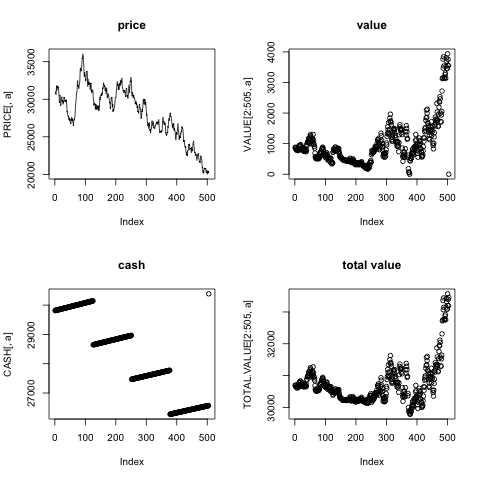 price
PRICE[, a]
35000
30000
25000
20000
0 100 200 300 400 500
Index
value
VALUE[2:505, a]
4000
3000
2000
1000
0
0 100 200 300 400 500
Index
cash
CASH[, a]
29000
27000
0 100 200 300 400 500
Index
total value
TOTAL.VALUE[2:505, a]
32000
30000
0 100 200 300 400 500
Index